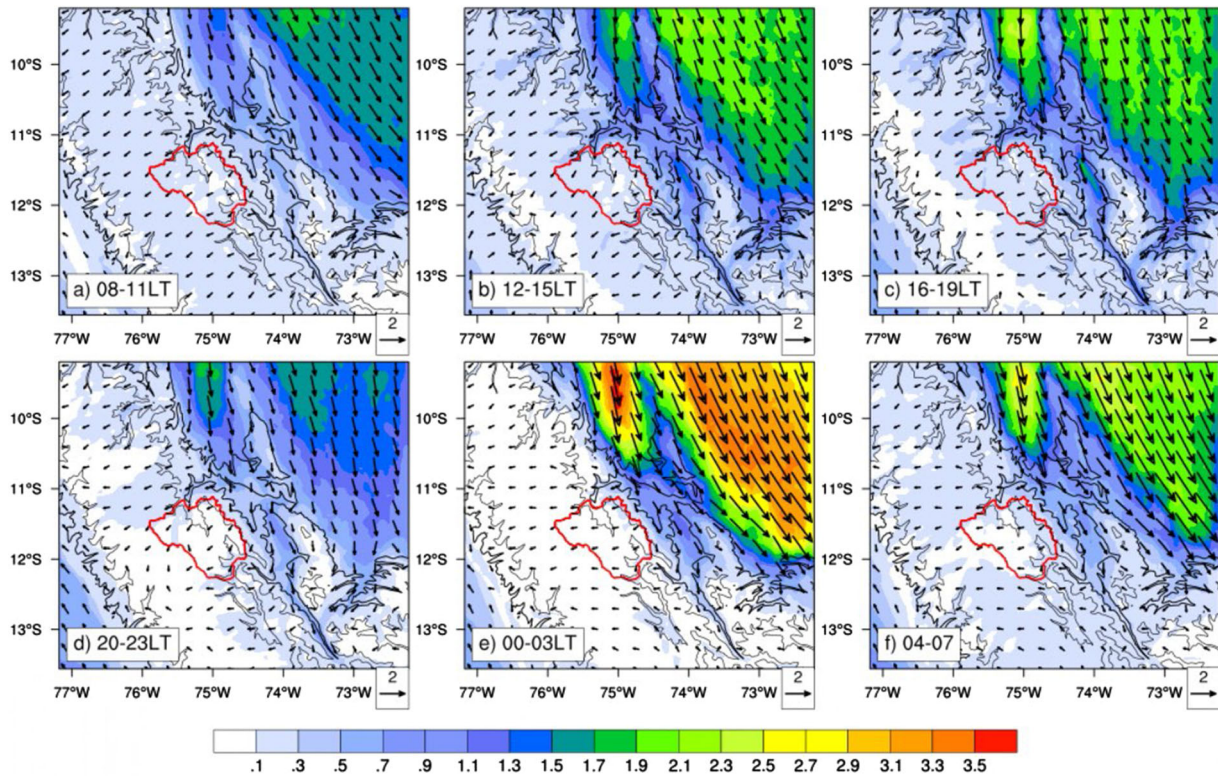 10°S 10°S 10°S
11°S 11°S 11°S
12°S 12°S 12°S
13°S 13°S 13°S
a) 08-11LT b) 12-15LT c) 16-19LT
2 2 2
77°W 76°W 75°W 74°W 73°W 77°W 76°W 75°W 74°W 73°W 77°W 76°W 75°W 74°W 73°W
10°S 10°S 10°S
11°S 11°S 11°S
12°S 12°S 12°S
13°S 13°S 13°S
d) 20-23LT e) 00-03LT f) 04-07
2 2 2
77°W 76°W 75°W 74°W 73°W 77°W 76°W 75°W 74°W 73°W 77°W 76°W 75°W 74°W 73°W
.1 .3 .5 .7 .9 1.1 1.3 1.5 1.7 1.9 2.1 2.3 2.5 2.7 2.9 3.1 3.3 3.5